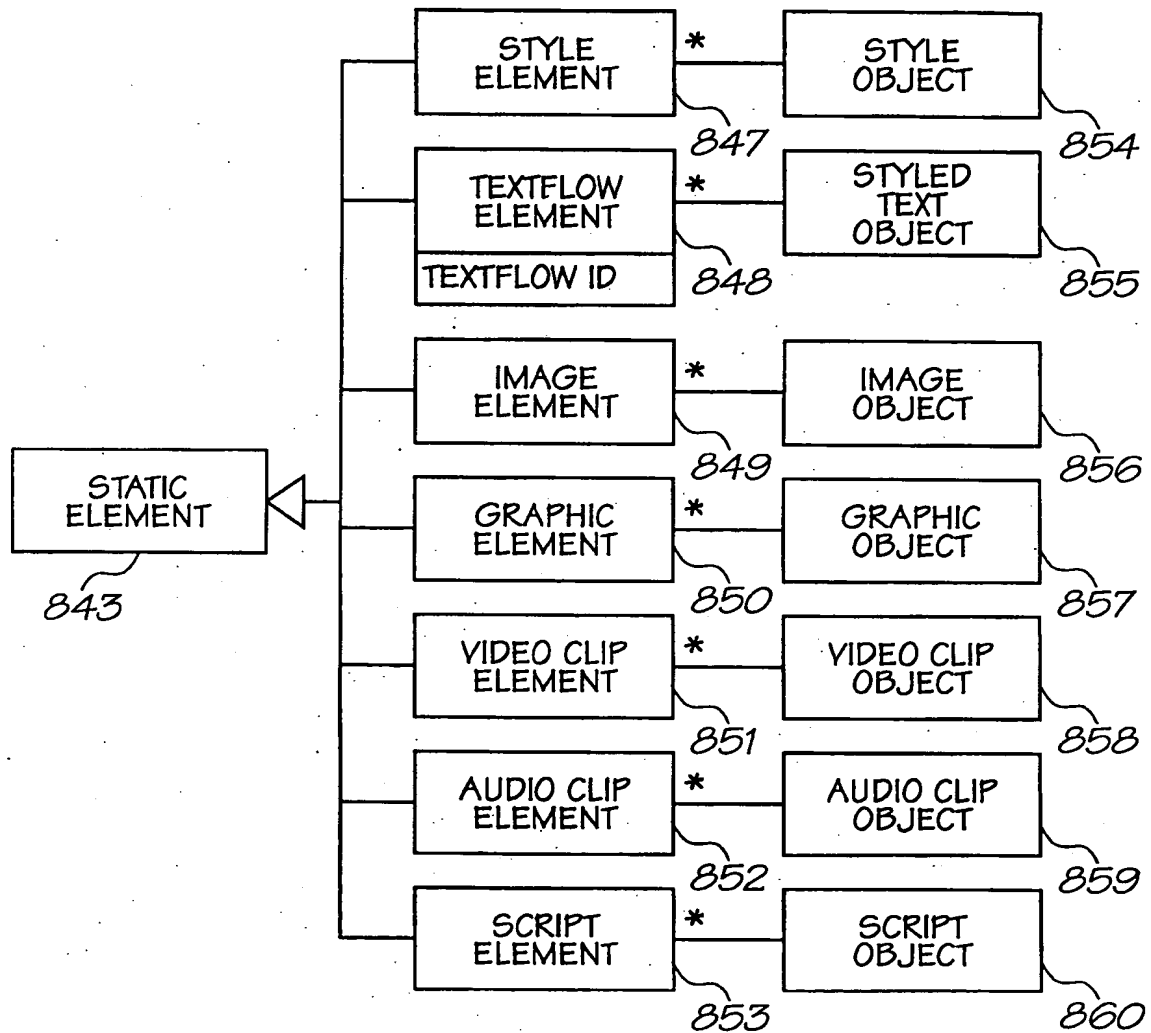 STYLE
ELEMENT
*
STYLE
OBJECT
847
854
TEXTFLOW
ELEMENT
*
STYLED
TEXT
OBJECT
TEXTFLOW ID
848
855
IMAGE
ELEMENT
*
IMAGE
OBJECT
849
856
STATIC
ELEMENT
843
GRAPHIC
ELEMENT
*
GRAPHIC
OBJECT
850
857
VIDEO CLIP
ELEMENT
*
VIDEO CLIP
OBJECT
851
858
AUDIO CLIP
ELEMENT
*
AUDIO CLIP
OBJECT
852
859
SCRIPT
ELEMENT
*
SCRIPT
OBJECT
853
860